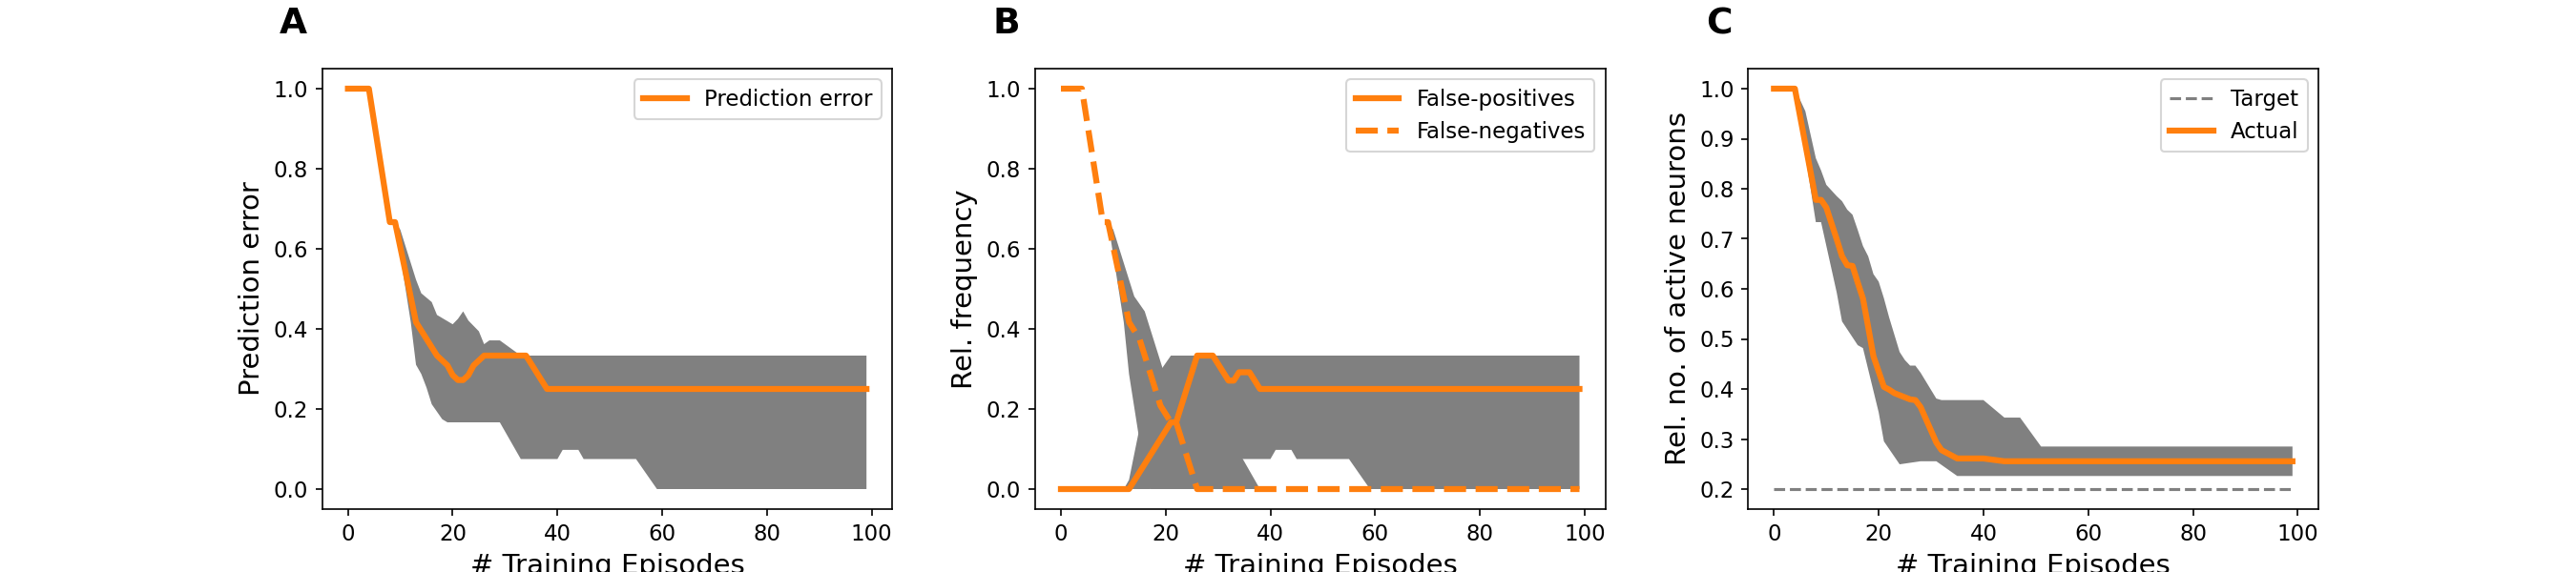 A
Prediction error
1.0
0.8
0.6
0.4
0.2
0.0
Prediction error
0
20
40
60
80
100
# Training Episodes
B
Rel. frequency
1.0
0.8
0.6
0.4
0.2
0.0
False-positives
False-negatives
0
20
40
60
80
100
# Training Episodes
C
Rel. no. of active neurons
1.0
0.9
0.8
0.7
0.6
0.5
0.4
0.3
0.2
Target
Actual
0
20
40
60
80
100
# Training Episodes